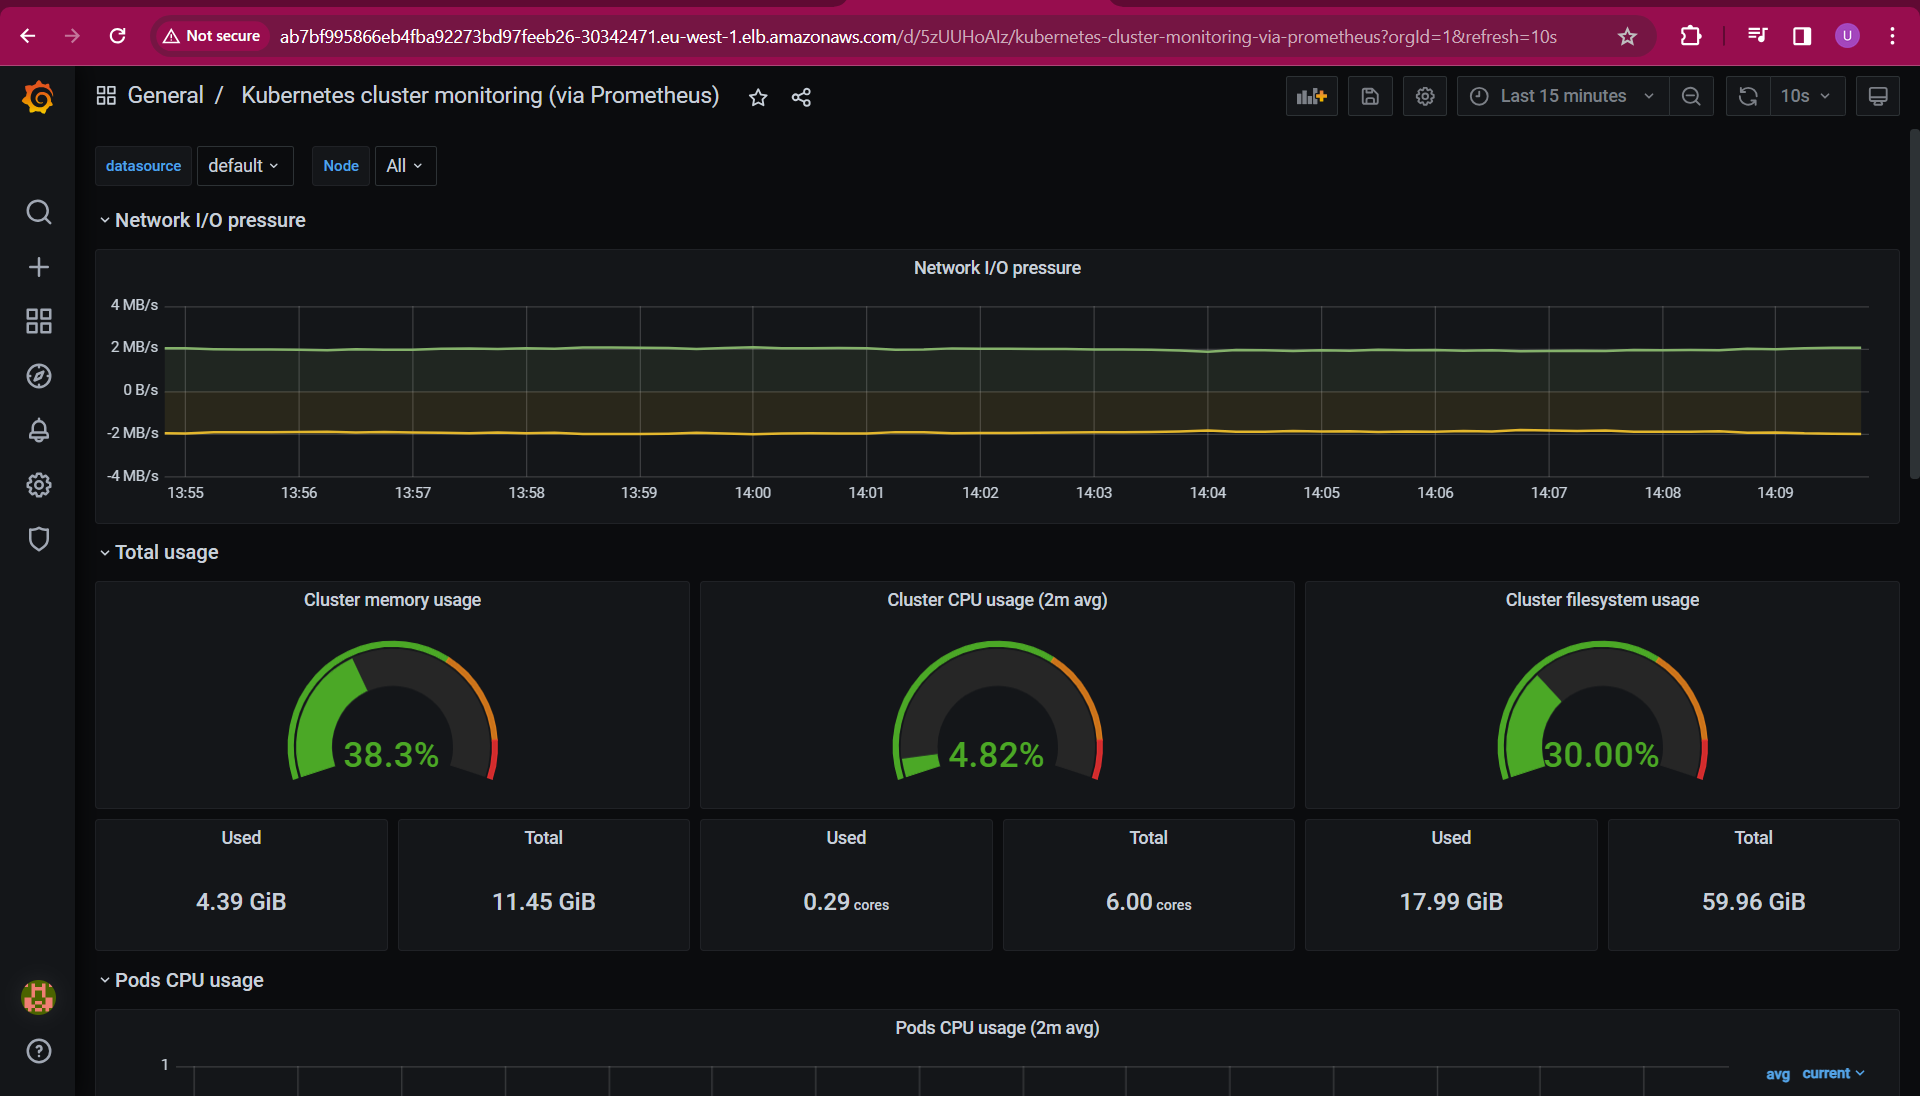 Not secure ab7bf995866eb4fba92273bd97feeb26-30342471.eu-west-1.elb.amazonaws.com/d/5zUUHoAIz/kubernetes-cluster-monitoring-via-prometheus?orgId=1&refresh=10s U
General / Kubernetes cluster monitoring (via Prometheus) Last 15 minutes 10s
datasource default Node All
Network I/O pressure
Network I/O pressure
4 MB/s
2 MB/s
0 B/s
-2 MB/s
-4 MB/s
13:55 13:56 13:57 13:58 13:59 14:00 14:01 14:02 14:03 14:04 14:05 14:06 14:07 14:08 14:09
Total usage
Cluster memory usage Cluster CPU usage (2m avg) Cluster filesystem usage
38.3% 4.82% 30.00%
Used Total Used Total Used Total
4.39 GiB 11.45 GiB 0.29 cores 6.00 cores 17.99 GiB 59.96 GiB
Pods CPU usage
Pods CPU usage (2m avg)
1
avg current